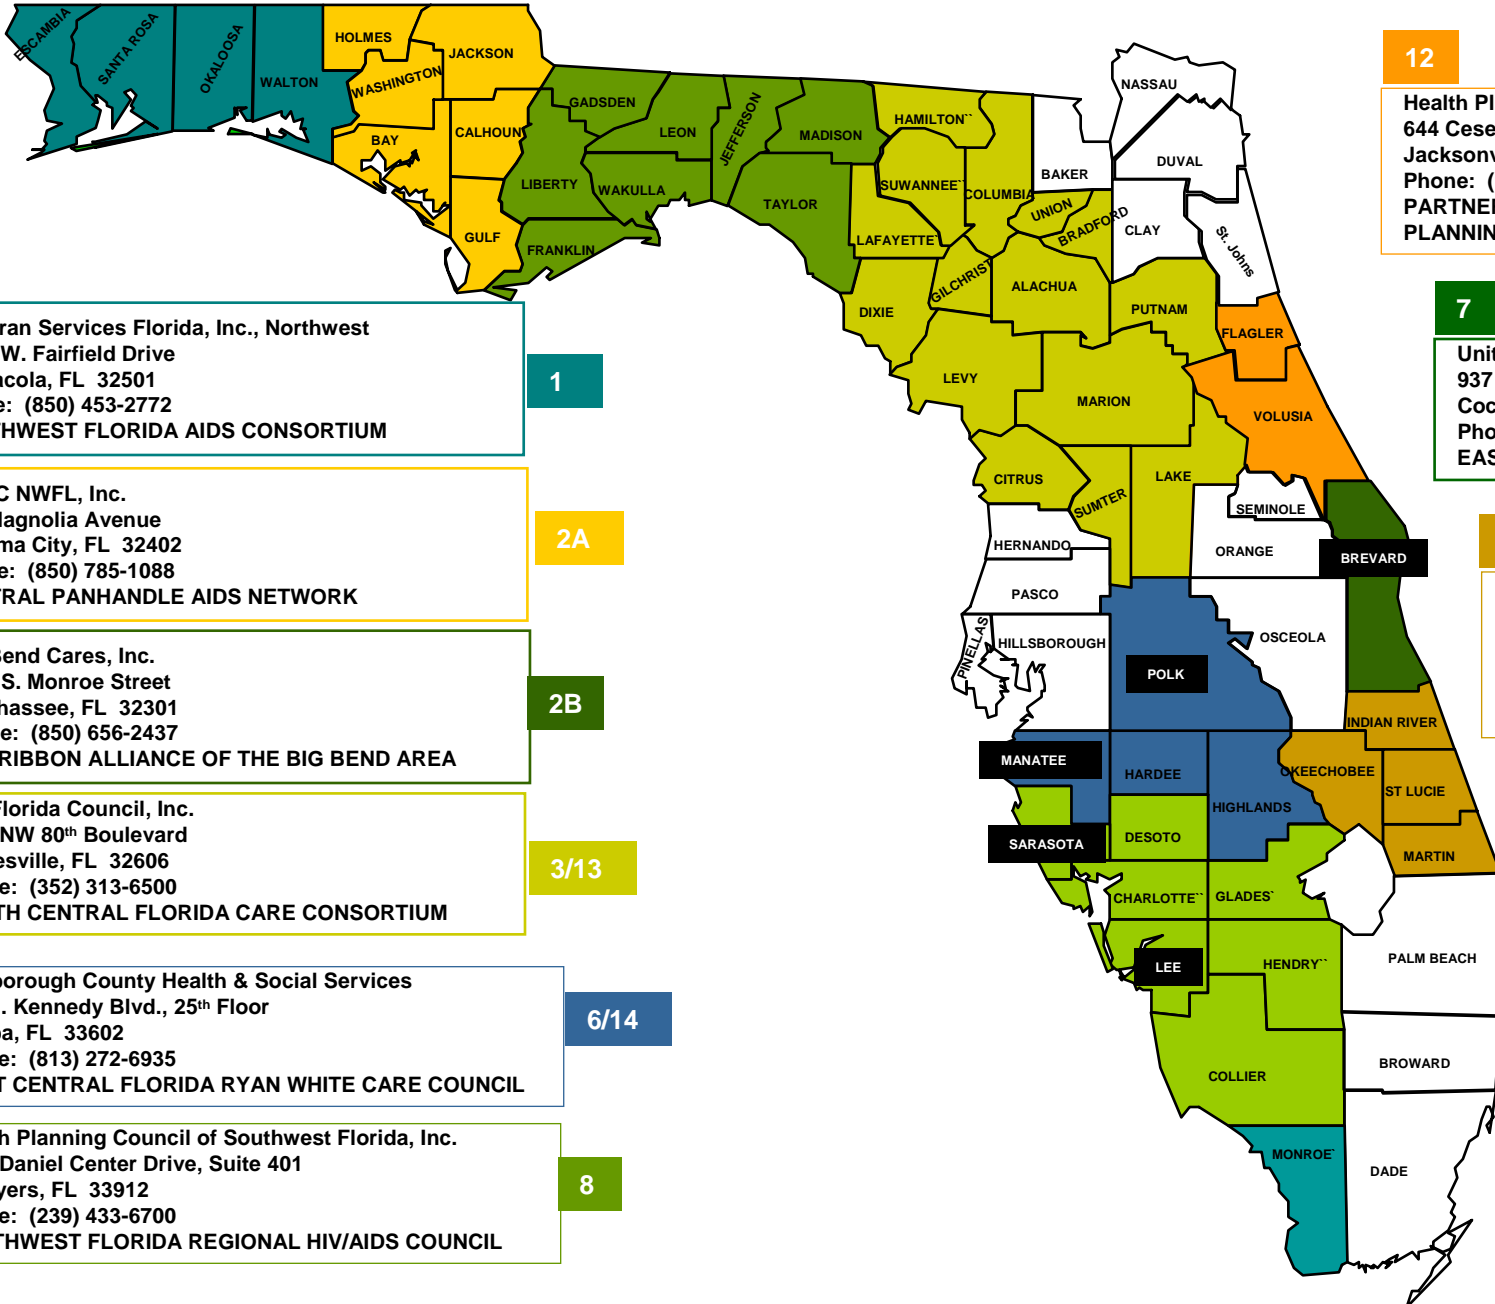 ESCAMBIA
SANTA ROSA
OKALOOSA
WALTON
HOLMES
JACKSON
WASHINGTON
BAY
CALHOUN
GULF
GADSDEN
LEON
JEFFERSON
MADISON
LIBERTY
WAKULLA
TAYLOR
FRANKLIN
HAMILTON``
SUWANNEE`
COLUMBIA
LAFAYETTE`
BAKER
NASSAU
DUVAL
UNION
BRADFORD
CLAY
St. Johns
DIXIE
GILCHRIST
ALACHUA
PUTNAM
FLAGLER
LEVY
MARION
VOLUSIA
CITRUS
SUMTER
LAKE
SEMINOLE
HERNANDO
ORANGE
BREVARD
PASCO
PINELLAS
HILLSBOROUGH
OSCEOLA
POLK
INDIAN RIVER
MANATEE
HARDEE
OKEECHOBEE
HIGHLANDS
ST LUCIE
SARASOTA
DESOTO
MARTIN
CHARLOTTE``
GLADES`
LEE
HENDRY``
PALM BEACH
COLLIER
BROWARD
MONROE`
DADE
ran Services Florida, Inc., Northwest
W. Fairfield Drive
acola, FL 32501
e: (850) 453-2772
THWEST FLORIDA AIDS CONSORTIUM
1
C NWFL, Inc.
Magnolia Avenue
ma City, FL 32402
e: (850) 785-1088
TRAL PANHANDLE AIDS NETWORK
2A
Bend Cares, Inc.
S. Monroe Street
hassee, FL 32301
e: (850) 656-2437
RIBBON ALLIANCE OF THE BIG BEND AREA
2B
Florida Council, Inc.
NW 80th Boulevard
esville, FL 32606
e: (352) 313-6500
TH CENTRAL FLORIDA CARE CONSORTIUM
3/13
borough County Health & Social Services
. Kennedy Blvd., 25th Floor
pa, FL 33602
e: (813) 272-6935
T CENTRAL FLORIDA RYAN WHITE CARE COUNCIL
6/14
h Planning Council of Southwest Florida, Inc.
Daniel Center Drive, Suite 401
yers, FL 33912
e: (239) 433-6700
THWEST FLORIDA REGIONAL HIV/AIDS COUNCIL
8
12
Health Pl
644 Cese
Jacksonv
Phone: (
PARTNE
PLANNIN
7
Unit
937
Coc
Pho
EAS